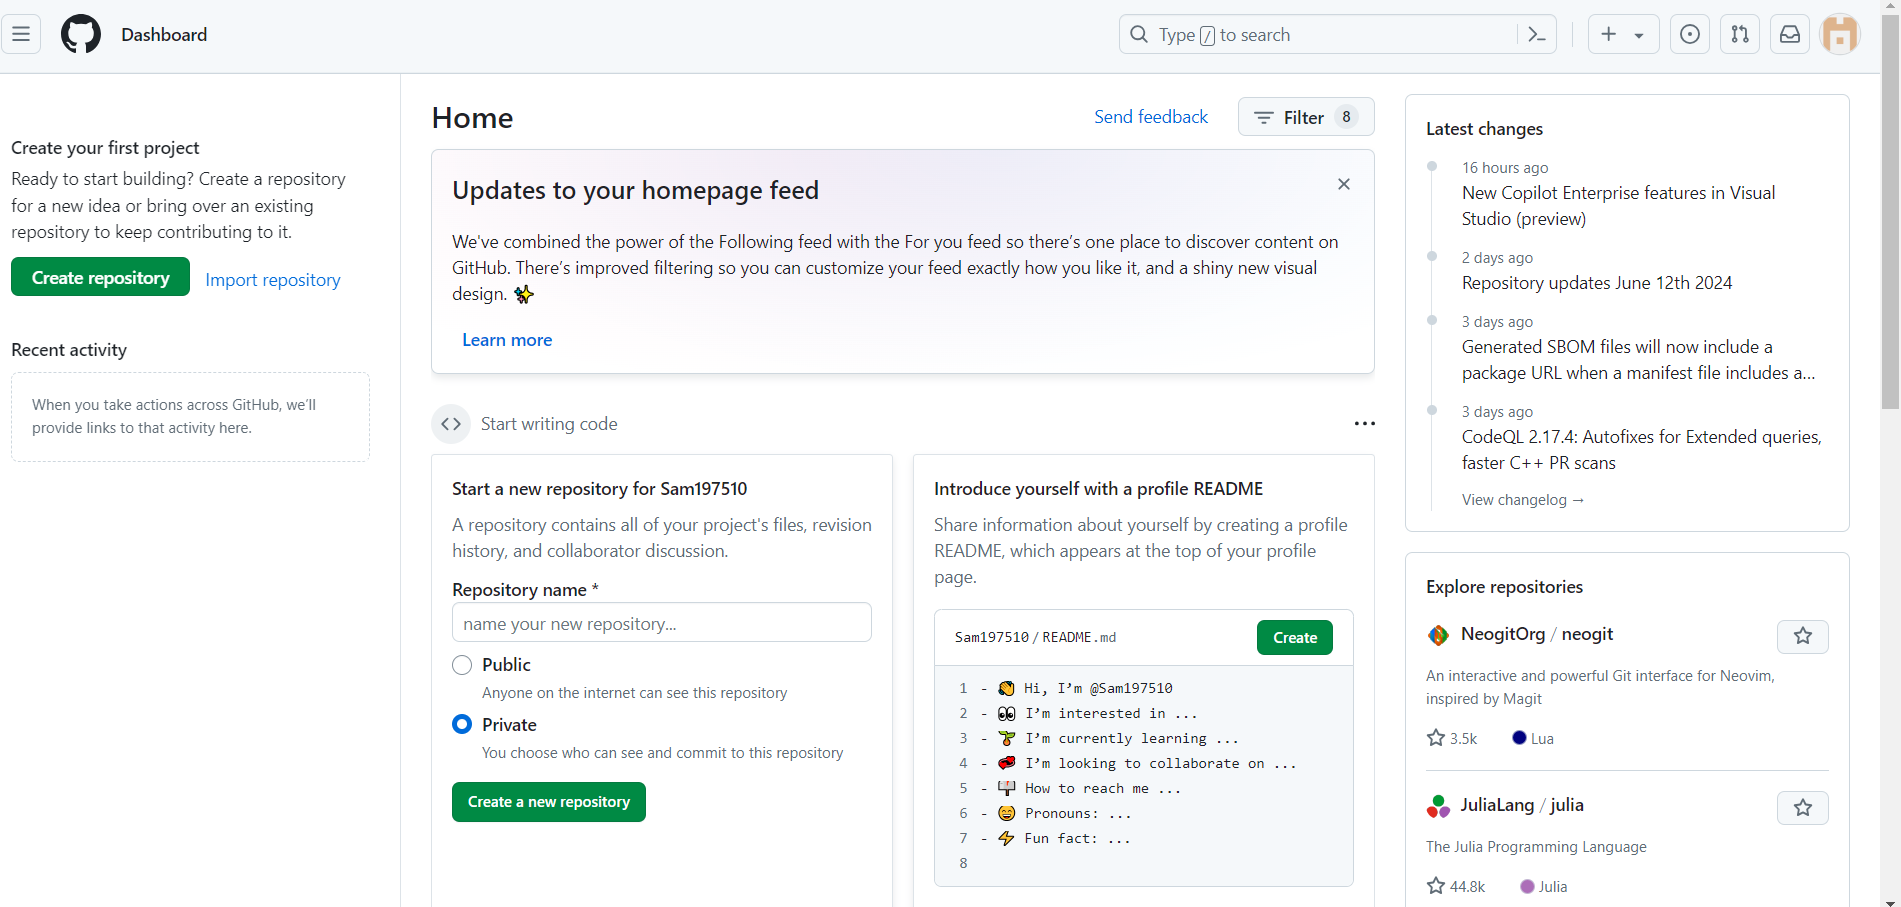 Dashboard
Type / to search
Create your first project
Ready to start building? Create a repository
for a new idea or bring over an existing
repository to keep contributing to it.
Create repository
Import repository
Recent activity
When you take actions across GitHub, we'll
provide links to that activity here.
Home
Send feedback
Filter 8
Updates to your homepage feed
We've combined the power of the Following feed with the For you feed so there's one place to discover content on
GitHub. There's improved filtering so you can customize your feed exactly how you like it, and a shiny new visual
design. ✨
Learn more
Start writing code
Start a new repository for Sam197510
A repository contains all of your project's files, revision
history, and collaborator discussion.
Repository name *
name your new repository...
Public
Anyone on the internet can see this repository
Private
You choose who can see and commit to this repository
Create a new repository
Introduce yourself with a profile README
Share information about yourself by creating a profile
README, which appears at the top of your profile
page.
Sam197510 / README.md
Create
1 - 👋 Hi, I'm @Sam197510
2 - 👀 I'm interested in ...
3 - 🌱 I'm currently learning ...
4 - 💞️ I'm looking to collaborate on ...
5 - 📫 How to reach me ...
6 - 😄 Pronouns: ...
7 - ⚡ Fun fact: ...
8
Latest changes
16 hours ago
New Copilot Enterprise features in Visual
Studio (preview)
2 days ago
Repository updates June 12th 2024
3 days ago
Generated SBOM files will now include a
package URL when a manifest file includes a...
3 days ago
CodeQL 2.17.4: Autofixes for Extended queries,
faster C++ PR scans
View changelog →
Explore repositories
NeogitOrg / neogit
An interactive and powerful Git interface for Neovim,
inspired by Magit
3.5k
Lua
JuliaLang / julia
The Julia Programming Language
44.8k
Julia